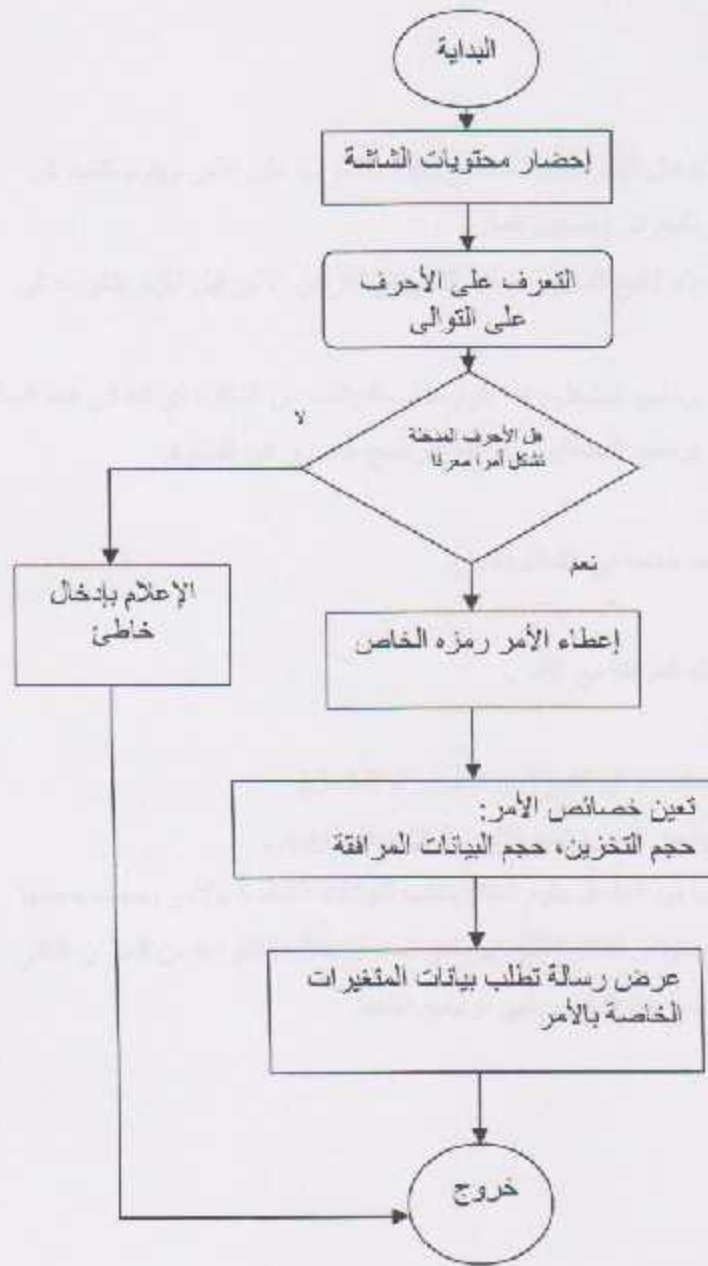 البداية
إحضار محتويات الشاشة
التعرف على الأحرف
على التوالي
هل الأحرف المدخلة
تشكل أمرا معرفا
لا
نعم
الإعلام بإدخال
خاطئ
إعطاء الأمر رمزه الخاص
تعين خصائص الأمر:
حجم التخزين، حجم البيانات المرافقة
عرض رسالة تطلب بيانات المتغيرات
الخاصة بالأمر
خروج